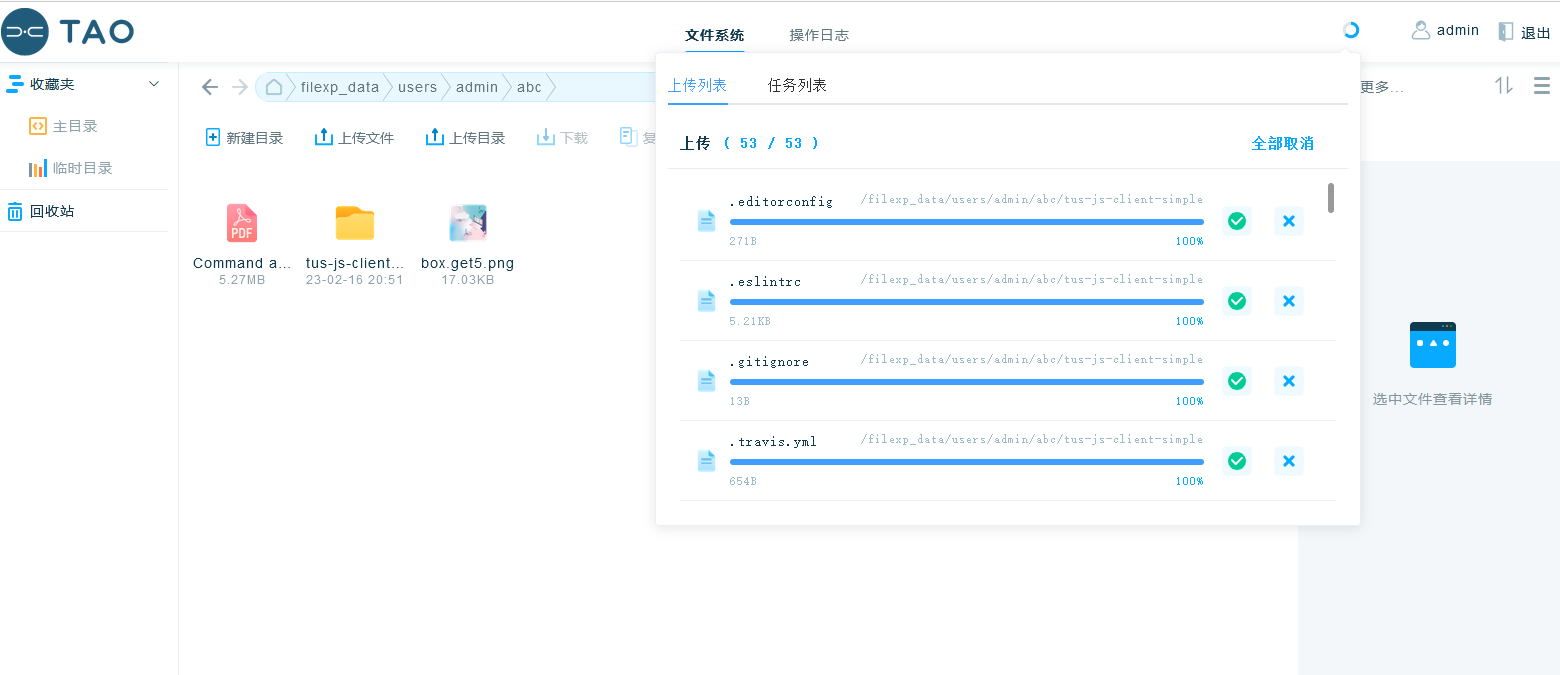 TAO
文件系统
操作日志
admin
退出
收藏夹
主目录
临时目录
回收站
filexp_data
users
admin
abc
更多...
新建目录
上传文件
上传目录
下载
复
PDF
Command a...
5.27MB
tus-js-client...
23-02-16 20:51
box.get5.png
17.03KB
上传列表
任务列表
上传 ( 53 / 53 )
全部取消
.editorconfig
/filexp_data/users/admin/abc/tus-js-client-simple
271B
100%
.eslintrc
/filexp_data/users/admin/abc/tus-js-client-simple
5.21KB
100%
.gitignore
/filexp_data/users/admin/abc/tus-js-client-simple
13B
100%
.travis.yml
/filexp_data/users/admin/abc/tus-js-client-simple
654B
100%
选中文件查看详情